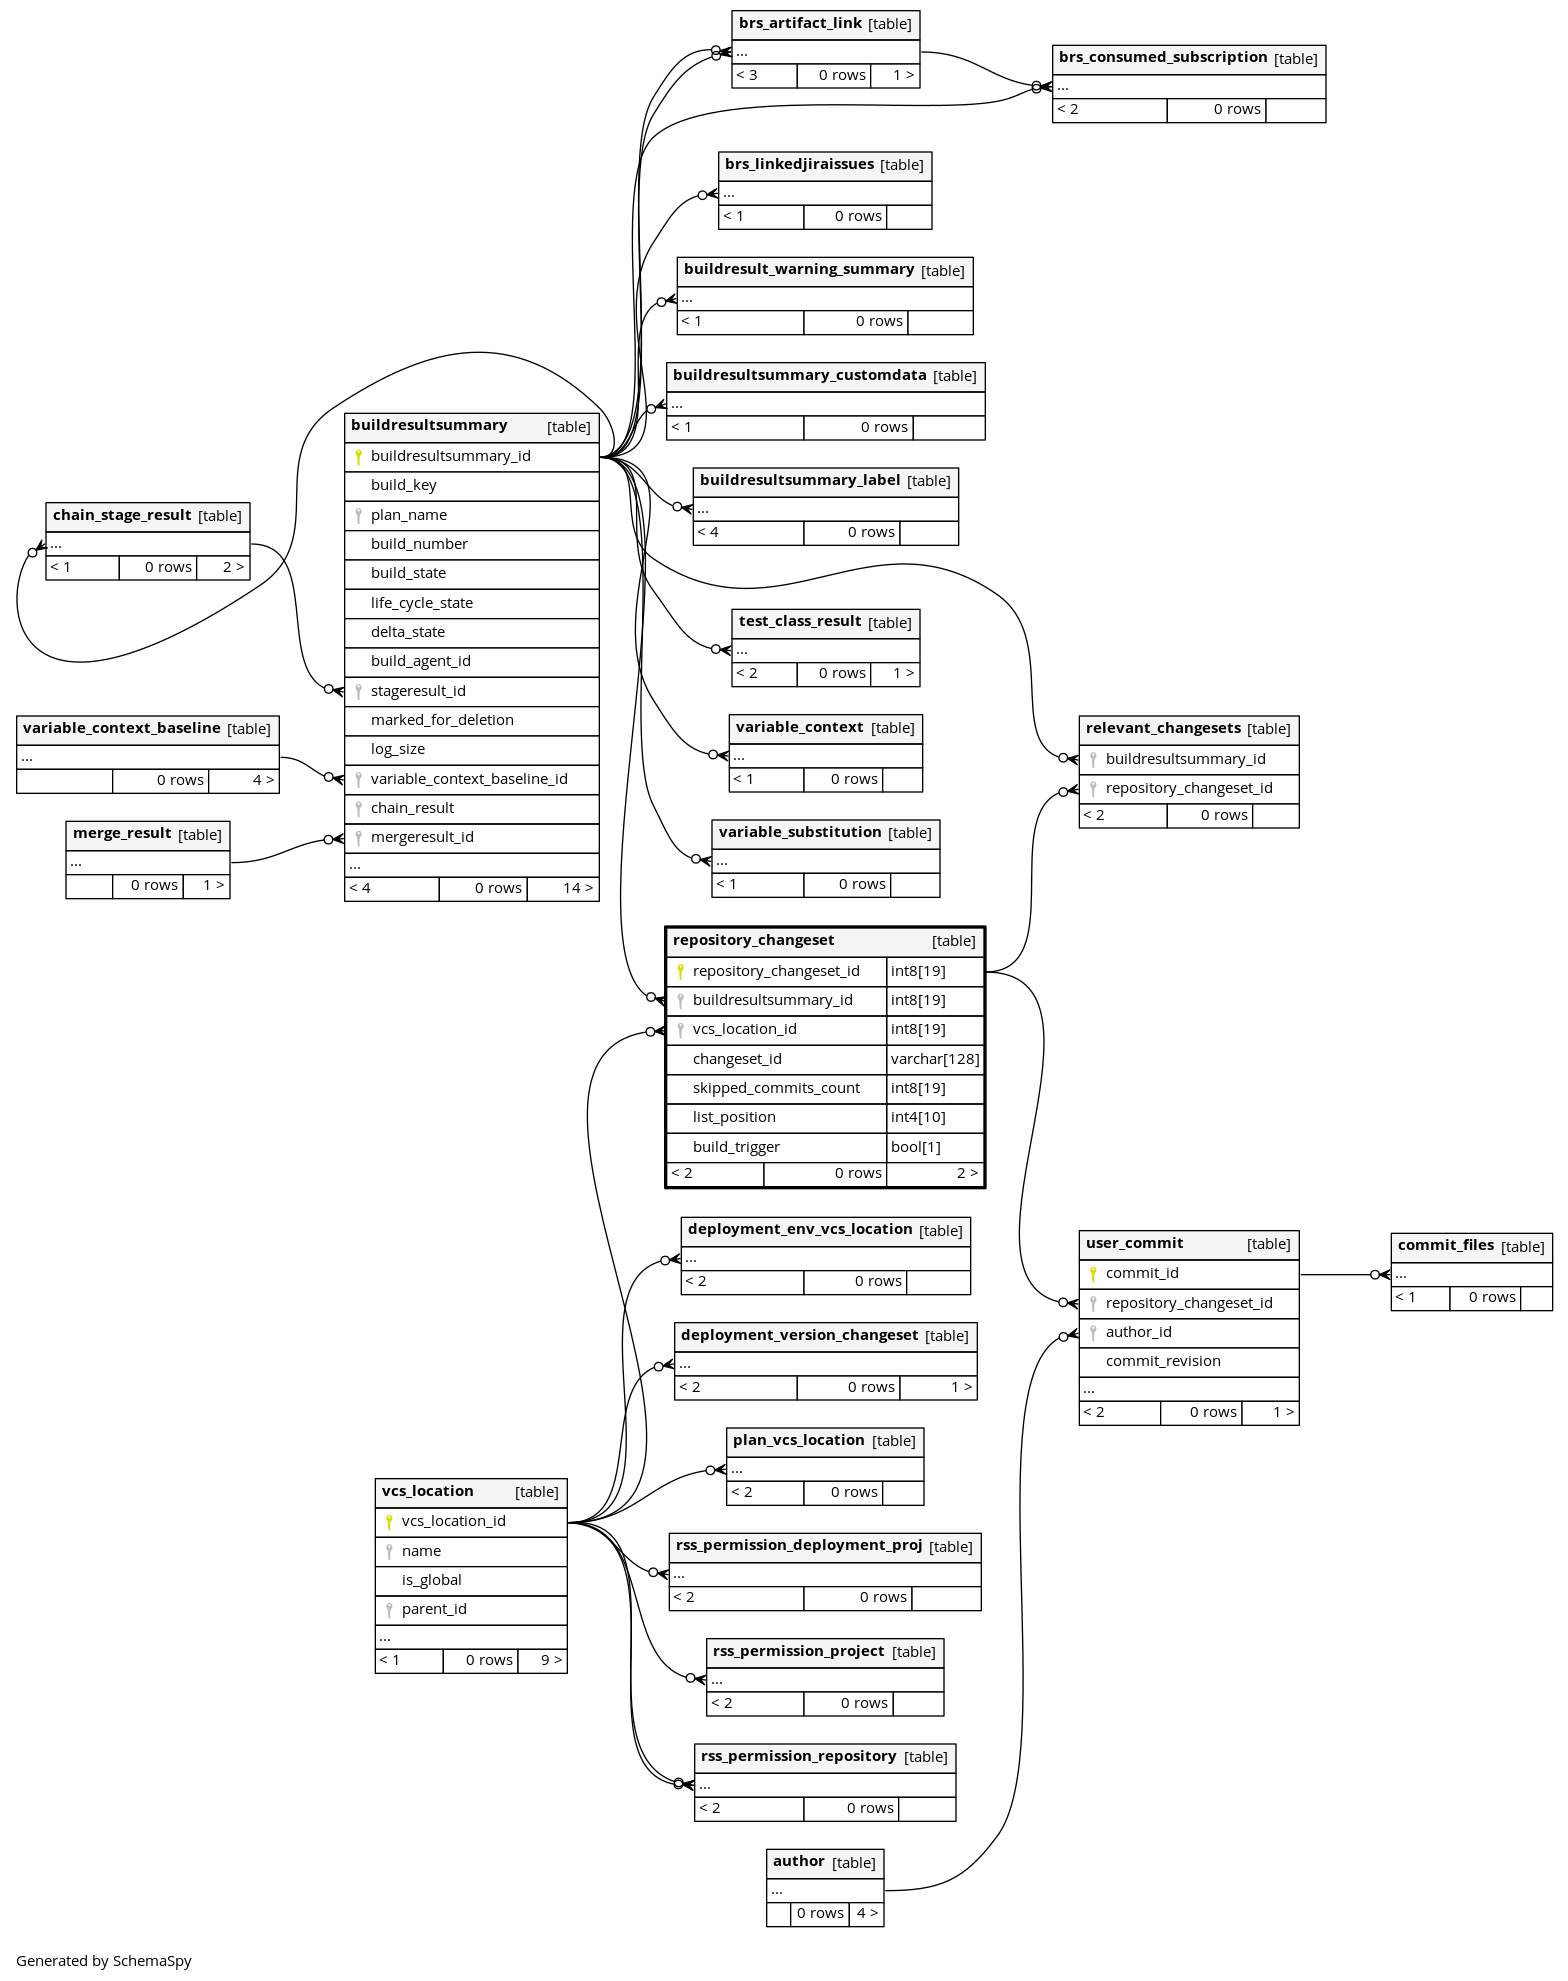 brs_artifact_link [table]
...
< 3 0 rows 1 >
brs_consumed_subscription [table]
...
< 2 0 rows
brs_linkedjiraissues [table]
...
< 1 0 rows
buildresult_warning_summary [table]
...
< 1 0 rows
buildresultsummary_customdata [table]
...
< 1 0 rows
buildresultsummary [table]
buildresultsummary_id
build_key
plan_name
build_number
build_state
life_cycle_state
delta_state
build_agent_id
stageresult_id
marked_for_deletion
log_size
variable_context_baseline_id
chain_result
mergeresult_id
...
< 4 0 rows 14 >
buildresultsummary_label [table]
...
< 4 0 rows
chain_stage_result [table]
...
< 1 0 rows 2 >
test_class_result [table]
...
< 2 0 rows 1 >
variable_context_baseline [table]
...
0 rows 4 >
variable_context [table]
...
< 1 0 rows
relevant_changesets [table]
buildresultsummary_id
repository_changeset_id
< 2 0 rows
merge_result [table]
...
0 rows 1 >
variable_substitution [table]
...
< 1 0 rows
repository_changeset [table]
repository_changeset_id int8[19]
buildresultsummary_id int8[19]
vcs_location_id int8[19]
changeset_id varchar[128]
skipped_commits_count int8[19]
list_position int4[10]
build_trigger bool[1]
< 2 0 rows 2 >
deployment_env_vcs_location [table]
...
< 2 0 rows
user_commit [table]
commit_id
repository_changeset_id
author_id
commit_revision
...
< 2 0 rows 1 >
commit_files [table]
...
< 1 0 rows
deployment_version_changeset [table]
...
< 2 0 rows 1 >
plan_vcs_location [table]
...
< 2 0 rows
vcs_location [table]
vcs_location_id
name
is_global
parent_id
...
< 1 0 rows 9 >
rss_permission_deployment_proj [table]
...
< 2 0 rows
rss_permission_project [table]
...
< 2 0 rows
rss_permission_repository [table]
...
< 2 0 rows
author [table]
...
0 rows 4 >
Generated by SchemaSpy